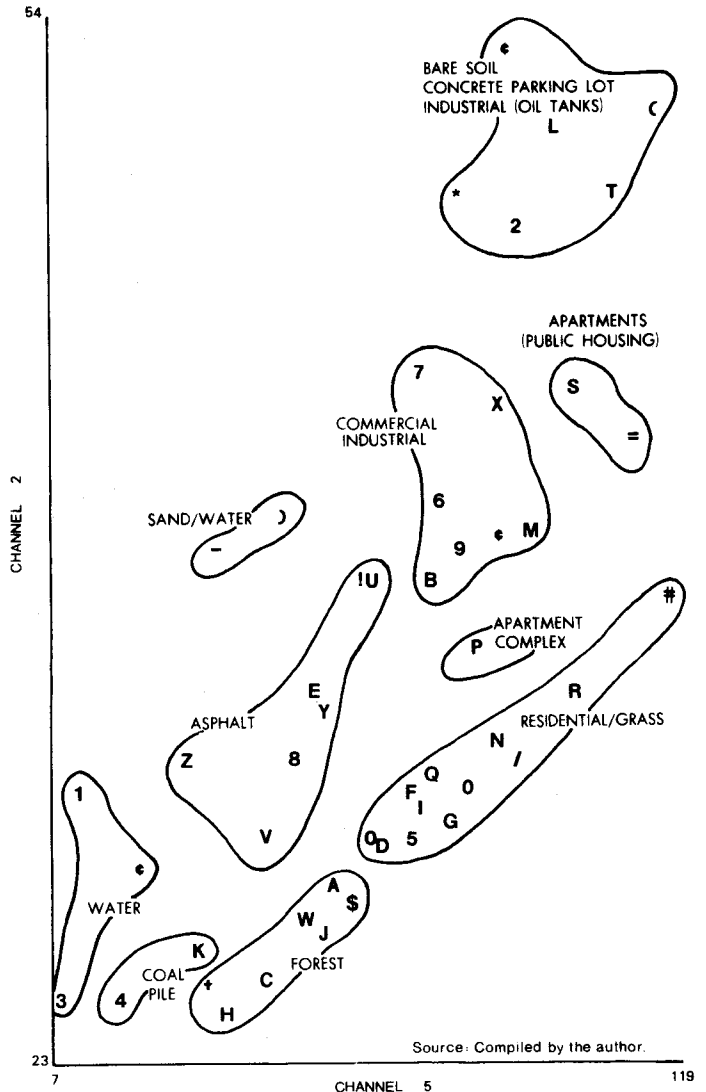 54
¢
BARE SOIL
CONCRETE PARKING LOT
INDUSTRIAL (OIL TANKS)
(
L
*
T
2
APARTMENTS
(PUBLIC HOUSING)
7
S
X
COMMERCIAL
INDUSTRIAL
=
6
SAND/WATER
)
-
9
¢
M
B
CHANNEL 2
!U
#
P
APARTMENT
COMPLEX
E
R
Y
ASPHALT
RESIDENTIAL/GRASS
N
Z
8
/
Q
1
F
0
I
G
V
0D
5
¢
A
$
WATER
W
J
K
FOREST
COAL
PILE
+
C
3
4
H
Source: Compiled by the author.
23
7
CHANNEL 5
119